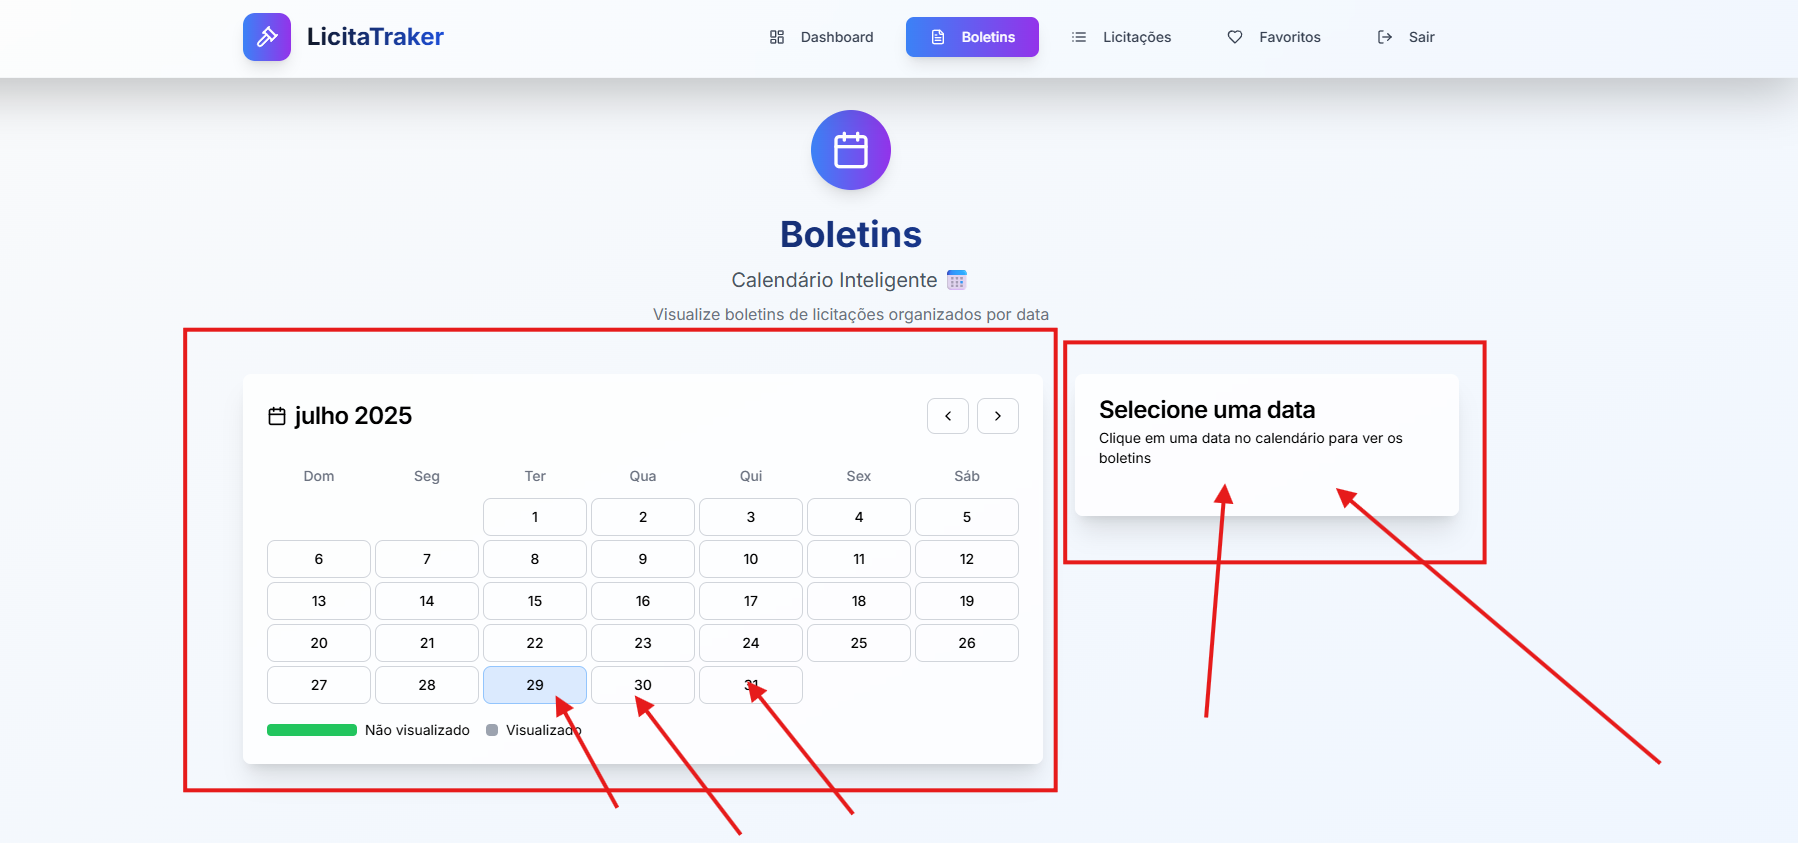 LicitaTraker
Dashboard
Boletins
Licitações
Favoritos
Sair
Boletins
Calendário Inteligente
Visualize boletins de licitações organizados por data
julho 2025
Dom Seg Ter Qua Qui Sex Sáb
1 2 3 4 5
6 7 8 9 10 11 12
13 14 15 16 17 18 19
20 21 22 23 24 25 26
27 28 29 30 31
Não visualizado Visualizado
Selecione uma data
Clique em uma data no calendário para ver os
boletins